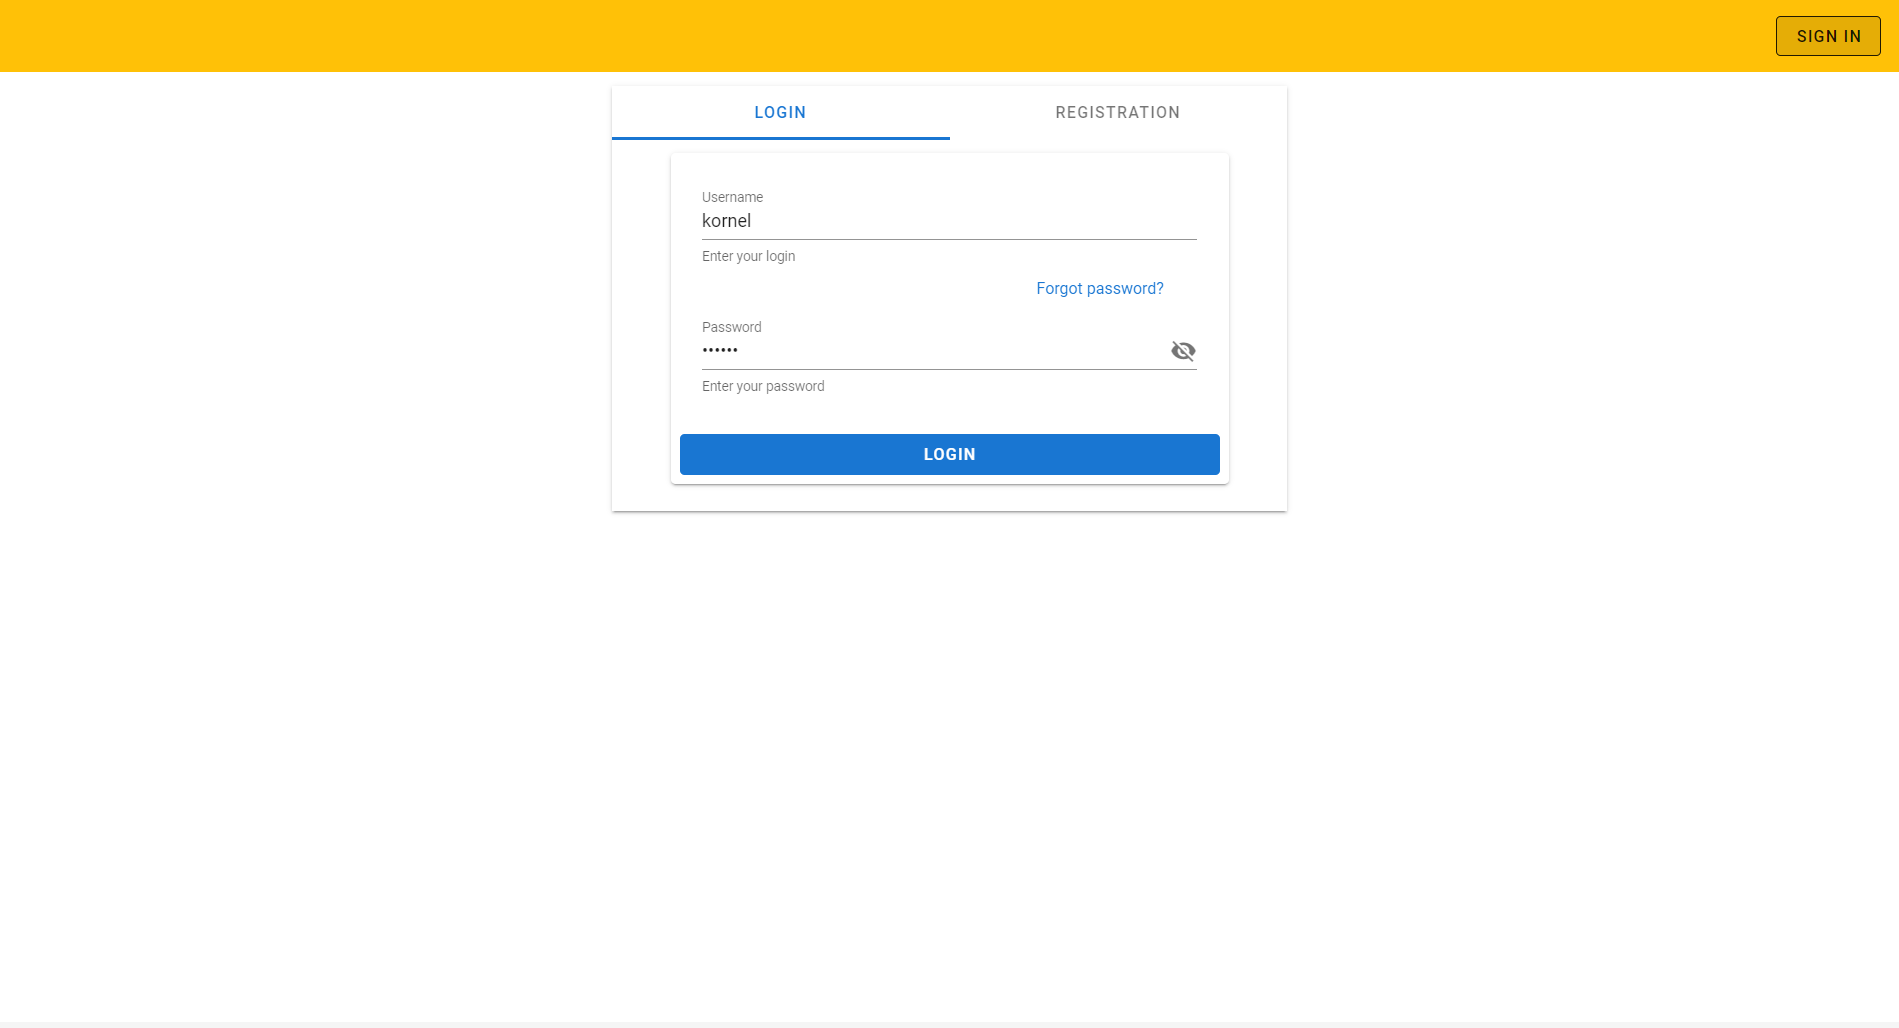 SIGN IN
LOGIN
REGISTRATION
Username
kornel
Enter your login
Forgot password?
Password
••••••
Enter your password
LOGIN